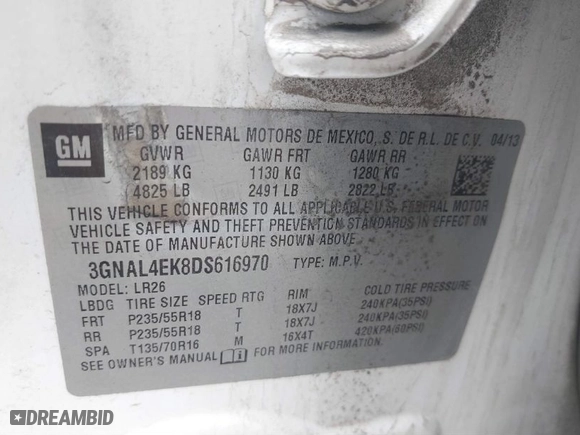 GM
MFD BY GENERAL MOTORS DE MEXICO, S. DE R.L. DE C.V. 04/13
GVWR GAWR FRT GAWR RR
2189 KG 1130 KG 1280 KG
4825 LB 2491 LB 2822 LB
THIS VEHICLE CONFORMS TO ALL APPLICABLE U.S. FEDERAL MOTOR
VEHICLE SAFETY AND THEFT PREVENTION STANDARDS IN EFFECT ON
THE DATE OF MANUFACTURE SHOWN ABOVE.
3GNAL4EK8DS616970 TYPE: M.P.V.
MODEL: LR26
LBDG TIRE SIZE SPEED RTG RIM COLD TIRE PRESSURE
FRT P235/55R18 T 18X7J 240KPA(35PSI)
RR P235/55R18 T 18X7J 240KPA(35PSI)
SPA T135/70R16 M 16X4T 420KPA(60PSI)
SEE OWNER'S MANUAL FOR MORE INFORMATION.
DREAMBID